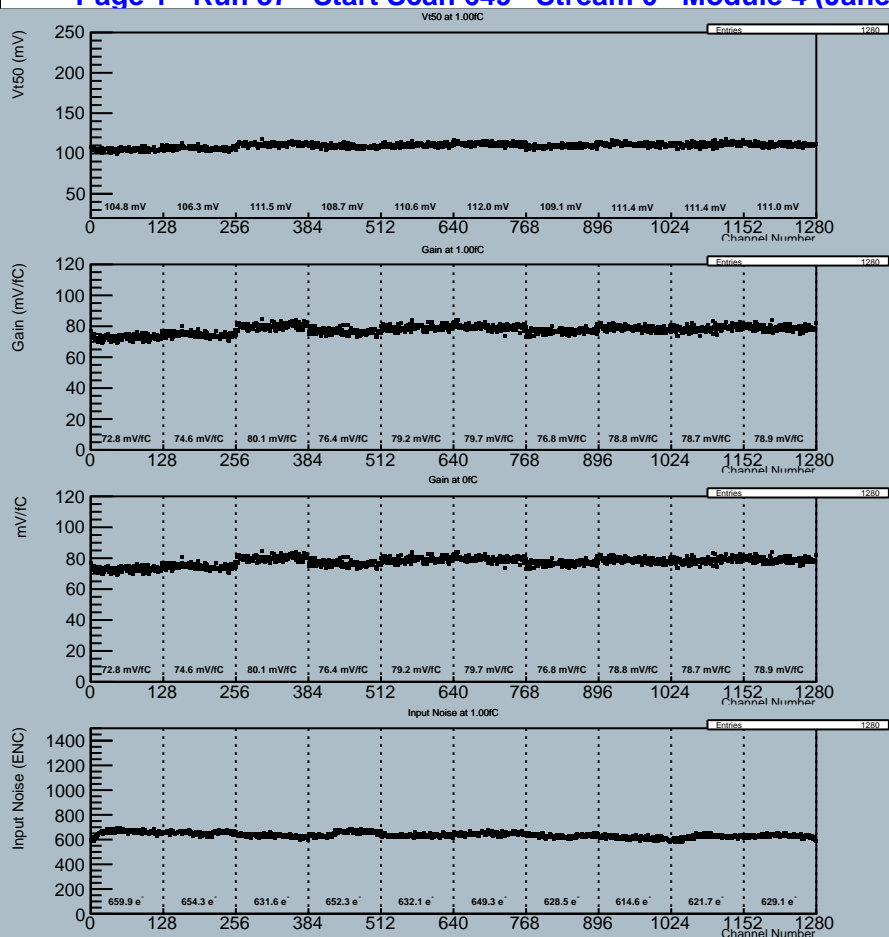 Page 1 - Run 87 - Start Scan 649 - Stream 0 - Module 4
Vt50 at 1.00fC
Entries 1280
Vt50 (mV)
250
200
150
100
50
104.8 mV 106.3 mV 111.5 mV 108.7 mV 110.6 mV 112.0 mV 109.1 mV 111.4 mV 111.4 mV 111.0 mV
0 128 256 384 512 640 768 896 1024 1152 1280
Channel Number
Gain at 1.00fC
Entries 1280
Gain (mV/fC)
120
100
80
60
40
20
0
72.8 mV/fC 74.6 mV/fC 80.1 mV/fC 76.4 mV/fC 79.2 mV/fC 79.7 mV/fC 76.8 mV/fC 78.8 mV/fC 78.7 mV/fC 78.9 mV/fC
0 128 256 384 512 640 768 896 1024 1152 1280
Channel Number
Gain at 0fC
Entries 1280
mV/fC
120
100
80
60
40
20
0
72.8 mV/fC 74.6 mV/fC 80.1 mV/fC 76.4 mV/fC 79.2 mV/fC 79.7 mV/fC 76.8 mV/fC 78.8 mV/fC 78.7 mV/fC 78.9 mV/fC
0 128 256 384 512 640 768 896 1024 1152 1280
Channel Number
Input Noise at 1.00fC
Entries 1280
Input Noise (ENC)
1400
1200
1000
800
600
400
200
0
659.9 e⁻ 654.3 e⁻ 631.6 e⁻ 652.3 e⁻ 632.1 e⁻ 649.3 e⁻ 628.5 e⁻ 614.6 e⁻ 621.7 e⁻ 629.1 e⁻
0 128 256 384 512 640 768 896 1024 1152 1280
Channel Number